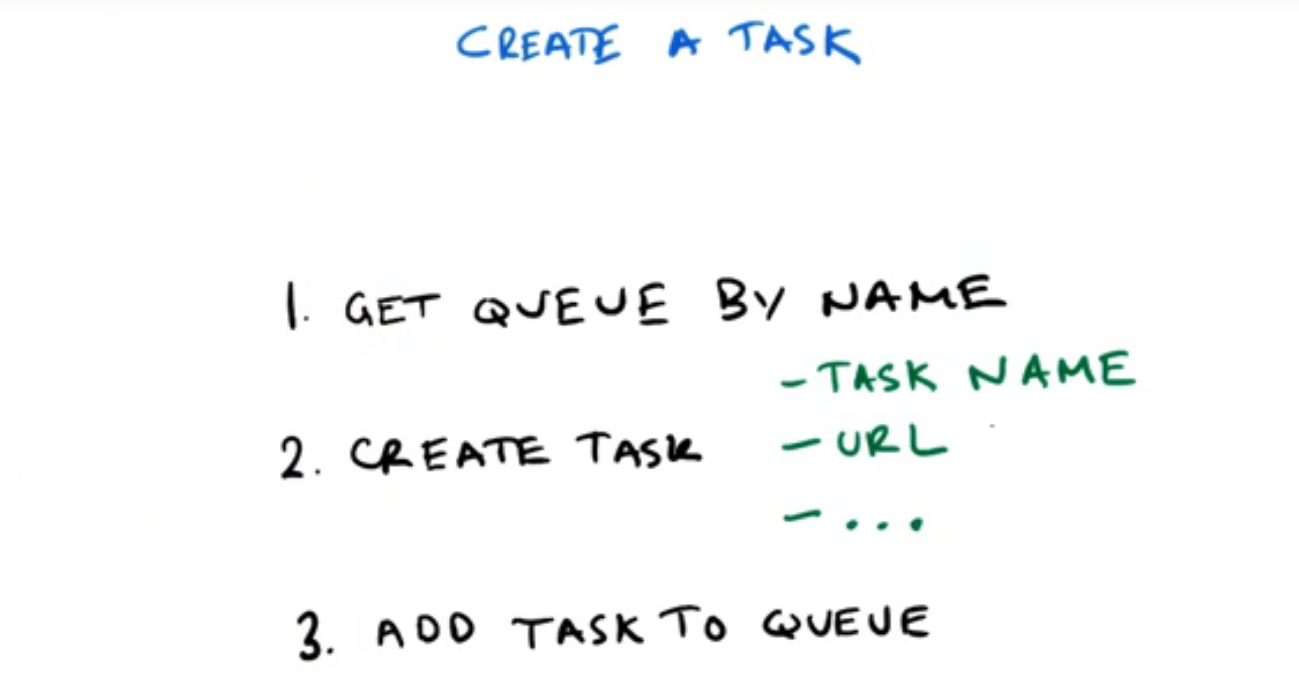 CREATE A TASK
1. GET QUEUE BY NAME
- TASK NAME
2. CREATE TASK - URL
- ...
3. ADD TASK TO QUEUE